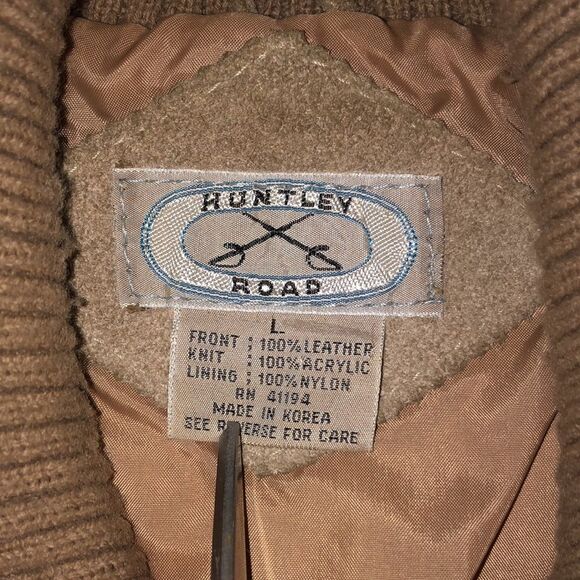 HUNTLEY
ROAD
L
FRONT : 100% LEATHER
KNIT : 100% ACRYLIC
LINING : 100% NYLON
RN 41194
MADE IN KOREA
SEE REVERSE FOR CARE